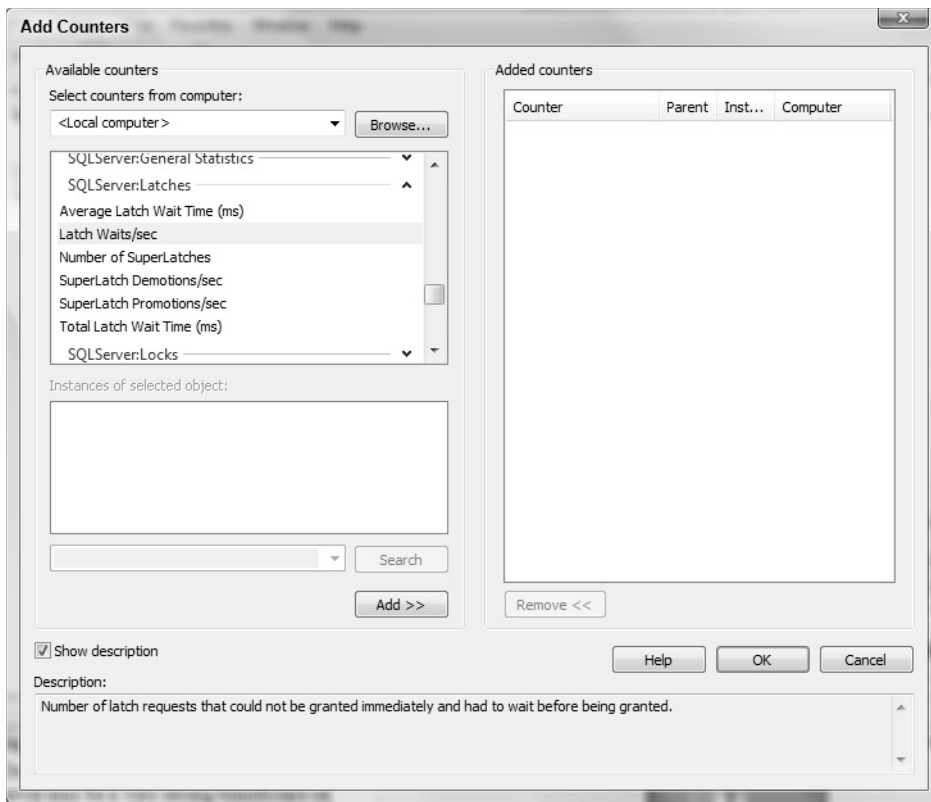 Add Counters
Available counters
Select counters from computer:
<Local computer>
Browse...
SQLServer:General Statistics
SQLServer:Latches
Average Latch Wait Time (ms)
Latch Waits/sec
Number of SuperLatches
SuperLatch Demotions/sec
SuperLatch Promotions/sec
Total Latch Wait Time (ms)
SQLServer:Locks
Instances of selected object:
Search
Add >>
Added counters
Counter Parent Inst... Computer
Remove <<
Show description
Help OK Cancel
Description:
Number of latch requests that could not be granted immediately and had to wait before being granted.